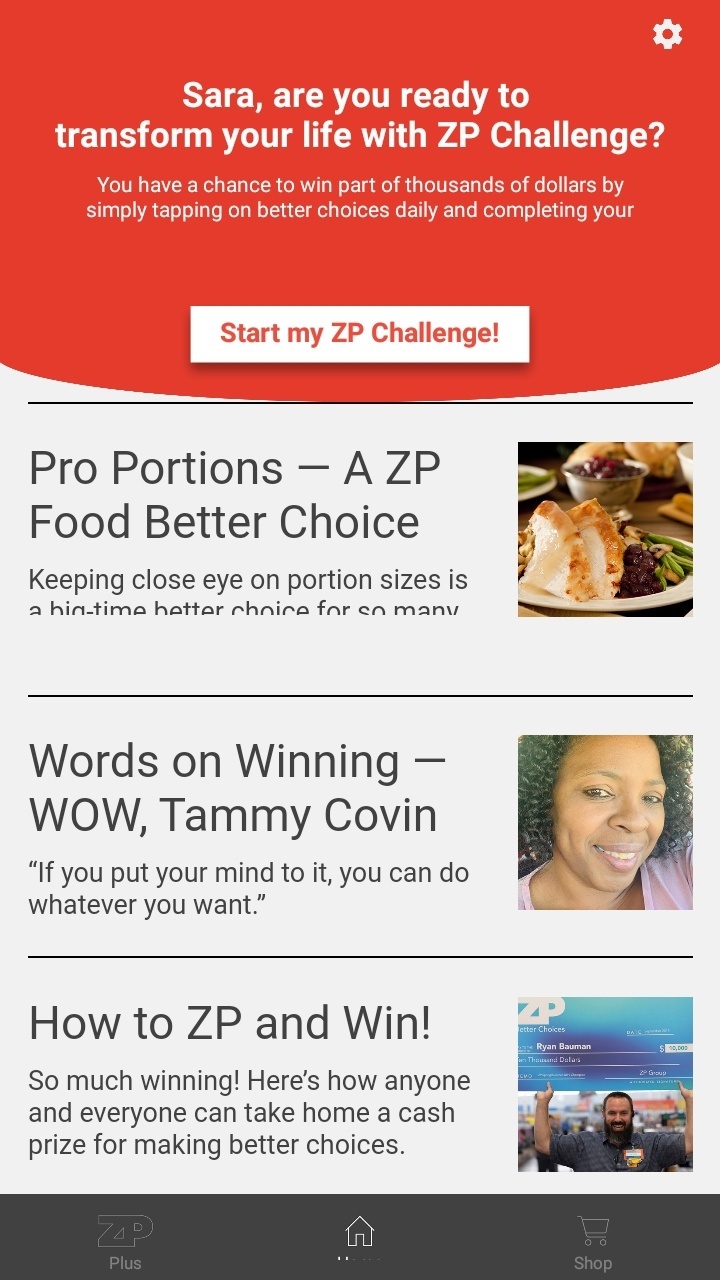 Sara, are you ready to
transform your life with ZP Challenge?
You have a chance to win part of thousands of dollars by
simply tapping on better choices daily and completing your
Start my ZP Challenge!
Pro Portions — A ZP
Food Better Choice
Keeping close eye on portion sizes is
a big-time better choice for so many
Words on Winning —
WOW, Tammy Covin
“If you put your mind to it, you can do
whatever you want.”
How to ZP and Win!
So much winning! Here’s how anyone
and everyone can take home a cash
prize for making better choices.
ZP
etter Choices
DATE
Ryan Bauman
$ 10,000
en Thousand Dollars
ZP Group
ZP
Plus
Shop